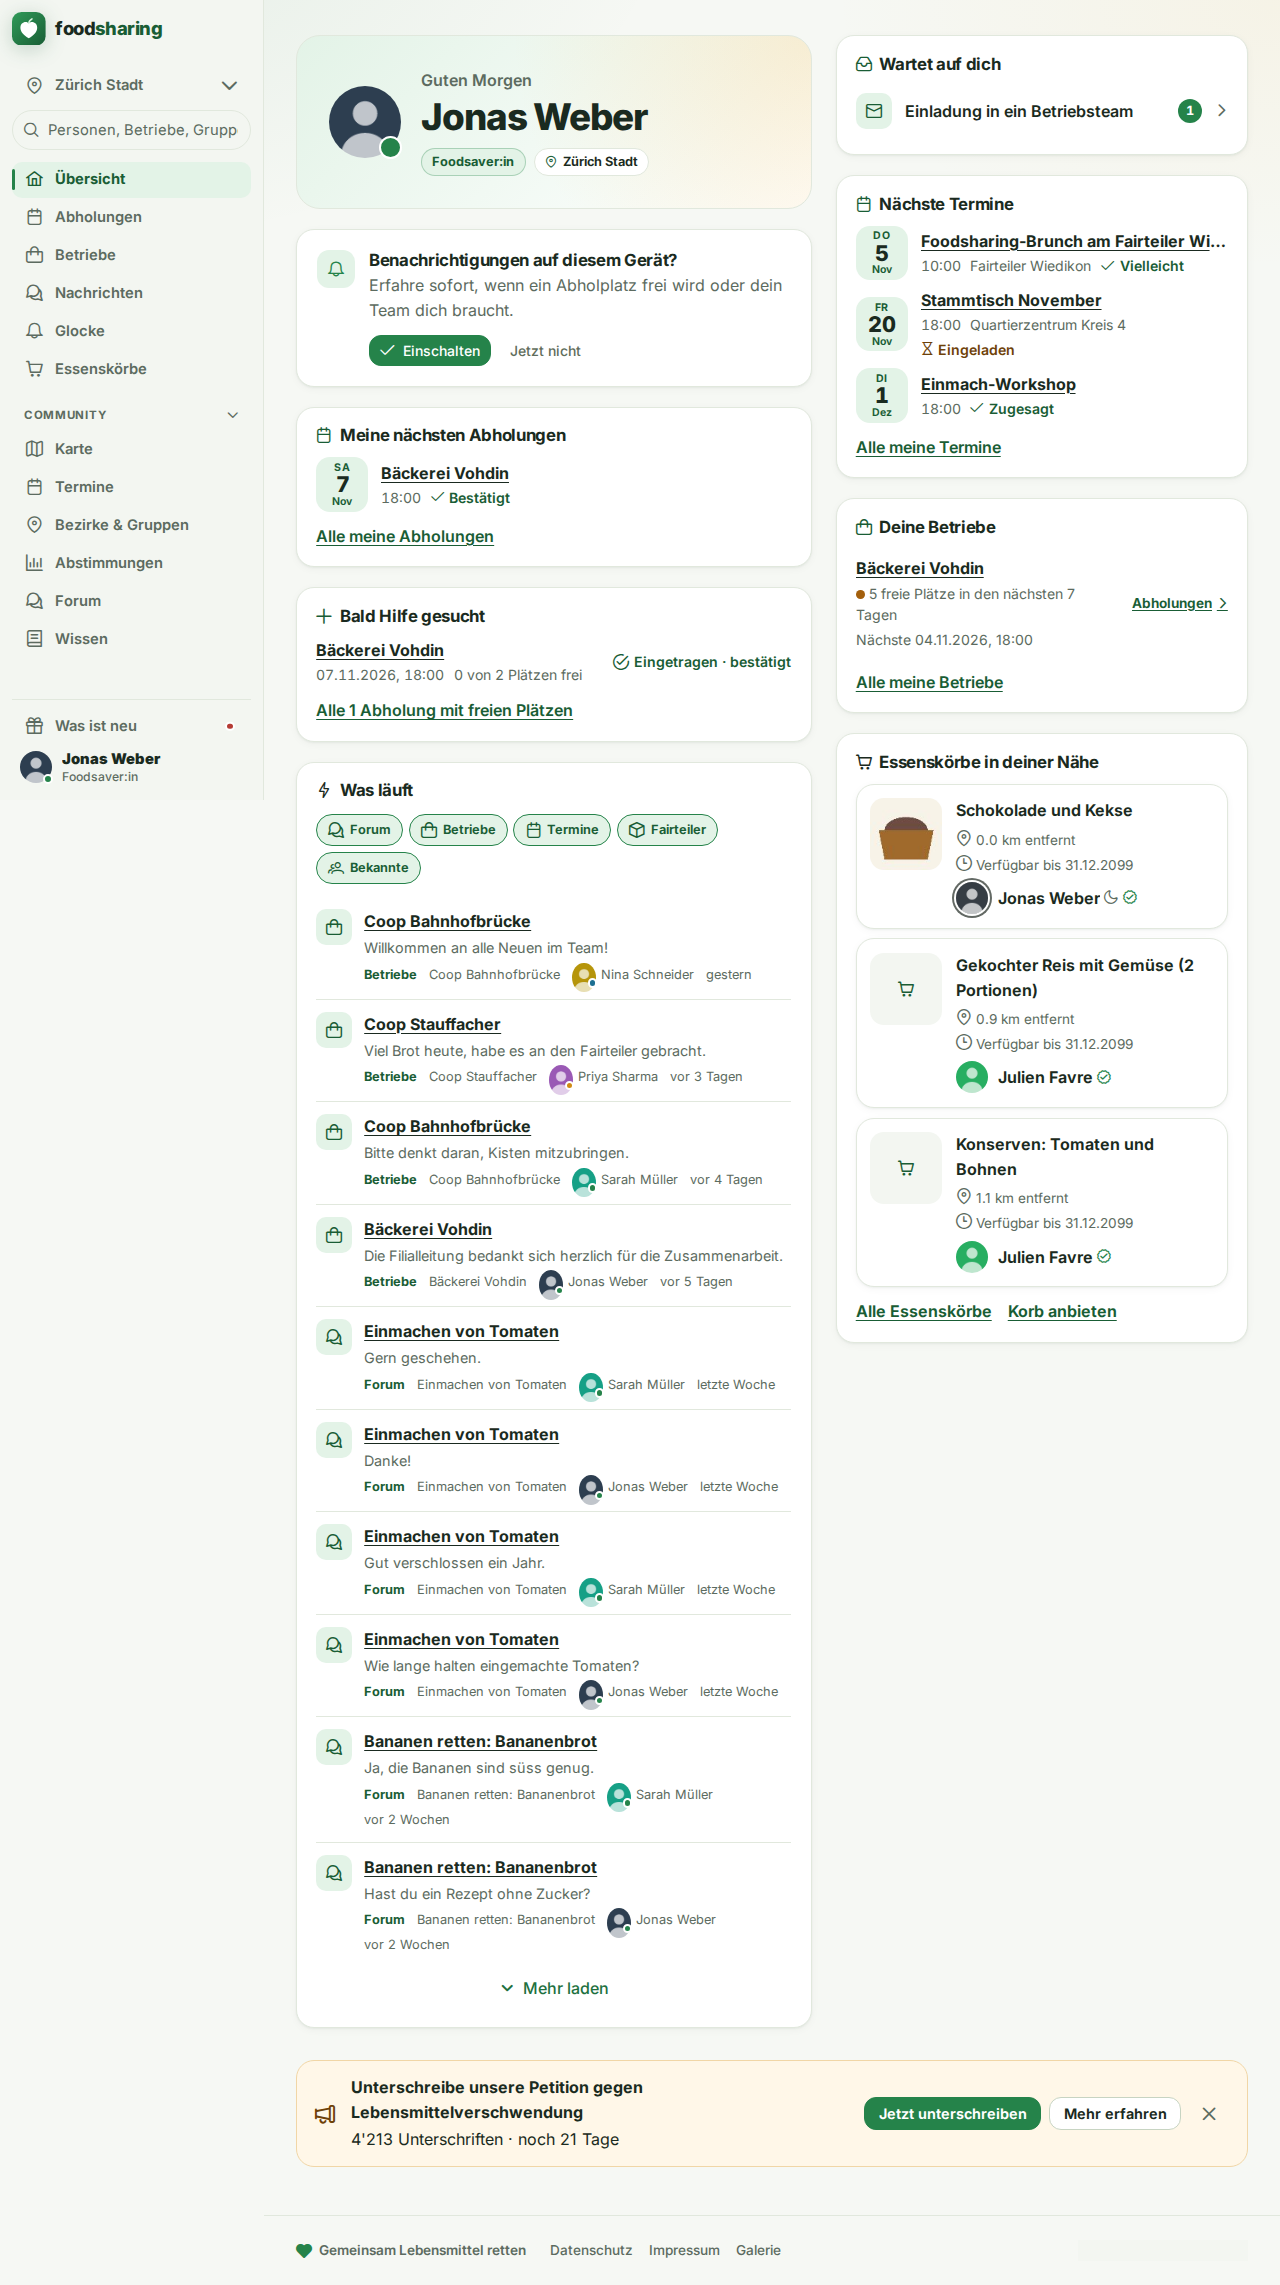 foodsharing
Zürich Stadt
Personen, Betriebe, Grupp
Übersicht
Abholungen
Betriebe
Nachrichten
Glocke
Essenskörbe
COMMUNITY
Karte
Termine
Bezirke & Gruppen
Abstimmungen
Forum
Wissen
Was ist neu
Jonas Weber
Foodsaver:in
Guten Morgen
Jonas Weber
Foodsaver:in
Zürich Stadt
Benachrichtigungen auf diesem Gerät?
Erfahre sofort, wenn ein Abholplatz frei wird oder dein
Team dich braucht.
Einschalten
Jetzt nicht
Meine nächsten Abholungen
SA
7
Nov
Bäckerei Vohdin
18:00 Bestätigt
Alle meine Abholungen
Bald Hilfe gesucht
Bäckerei Vohdin
07.11.2026, 18:00 0 von 2 Plätzen frei
Eingetragen · bestätigt
Alle 1 Abholung mit freien Plätzen
Was läuft
Forum
Betriebe
Termine
Fairteiler
Bekannte
Coop Bahnhofbrücke
Willkommen an alle Neuen im Team!
Betriebe Coop Bahnhofbrücke Nina Schneider gestern
Coop Stauffacher
Viel Brot heute, habe es an den Fairteiler gebracht.
Betriebe Coop Stauffacher Priya Sharma vor 3 Tagen
Coop Bahnhofbrücke
Bitte denkt daran, Kisten mitzubringen.
Betriebe Coop Bahnhofbrücke Sarah Müller vor 4 Tagen
Bäckerei Vohdin
Die Filialleitung bedankt sich herzlich für die Zusammenarbeit.
Betriebe Bäckerei Vohdin Jonas Weber vor 5 Tagen
Einmachen von Tomaten
Gern geschehen.
Forum Einmachen von Tomaten Sarah Müller letzte Woche
Einmachen von Tomaten
Danke!
Forum Einmachen von Tomaten Jonas Weber letzte Woche
Einmachen von Tomaten
Gut verschlossen ein Jahr.
Forum Einmachen von Tomaten Sarah Müller letzte Woche
Einmachen von Tomaten
Wie lange halten eingemachte Tomaten?
Forum Einmachen von Tomaten Jonas Weber letzte Woche
Bananen retten: Bananenbrot
Ja, die Bananen sind süss genug.
Forum Bananen retten: Bananenbrot Sarah Müller
vor 2 Wochen
Bananen retten: Bananenbrot
Hast du ein Rezept ohne Zucker?
Forum Bananen retten: Bananenbrot Jonas Weber
vor 2 Wochen
Mehr laden
Wartet auf dich
Einladung in ein Betriebsteam
1
Nächste Termine
DO
5
Nov
Foodsharing-Brunch am Fairteiler Wi...
10:00 Fairteiler Wiedikon Vielleicht
FR
20
Nov
Stammtisch November
18:00 Quartierzentrum Kreis 4
Eingeladen
DI
1
Dez
Einmach-Workshop
18:00 Zugesagt
Alle meine Termine
Deine Betriebe
Bäckerei Vohdin
5 freie Plätze in den nächsten 7
Tagen
Nächste 04.11.2026, 18:00
Abholungen
Alle meine Betriebe
Essenskörbe in deiner Nähe
Schokolade und Kekse
0.0 km entfernt
Verfügbar bis 31.12.2099
Jonas Weber
Gekochter Reis mit Gemüse (2
Portionen)
0.9 km entfernt
Verfügbar bis 31.12.2099
Julien Favre
Konserven: Tomaten und
Bohnen
1.1 km entfernt
Verfügbar bis 31.12.2099
Julien Favre
Alle Essenskörbe
Korb anbieten
Unterschreibe unsere Petition gegen
Lebensmittelverschwendung
4'213 Unterschriften · noch 21 Tage
Jetzt unterschreiben
Mehr erfahren
Gemeinsam Lebensmittel retten
Datenschutz
Impressum
Galerie